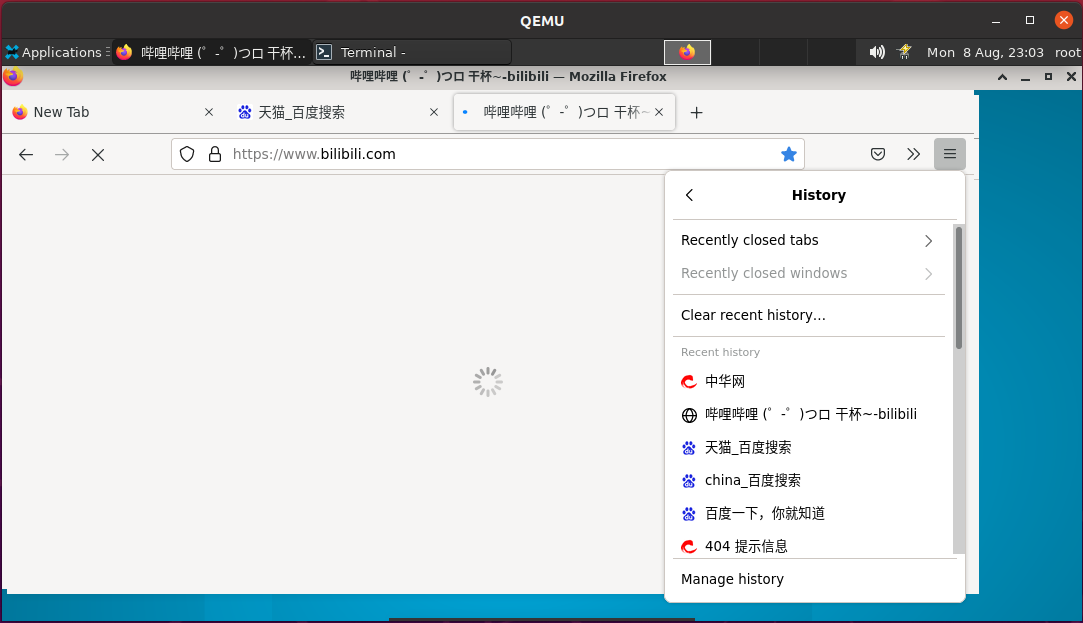 QEMU
Applications
哔哩哔哩 (゜-゜)つロ 干杯...
Terminal -
Mon 8 Aug, 23:03 root
哔哩哔哩 (゜-゜)つロ 干杯~-bilibili — Mozilla Firefox
New Tab
天猫_百度搜索
哔哩哔哩 (゜-゜)つロ 干杯~
https://www.bilibili.com
History
Recently closed tabs
Recently closed windows
Clear recent history…
Recent history
中华网
哔哩哔哩 (゜-゜)つロ 干杯~-bilibili
天猫_百度搜索
china_百度搜索
百度一下，你就知道
404 提示信息
Manage history